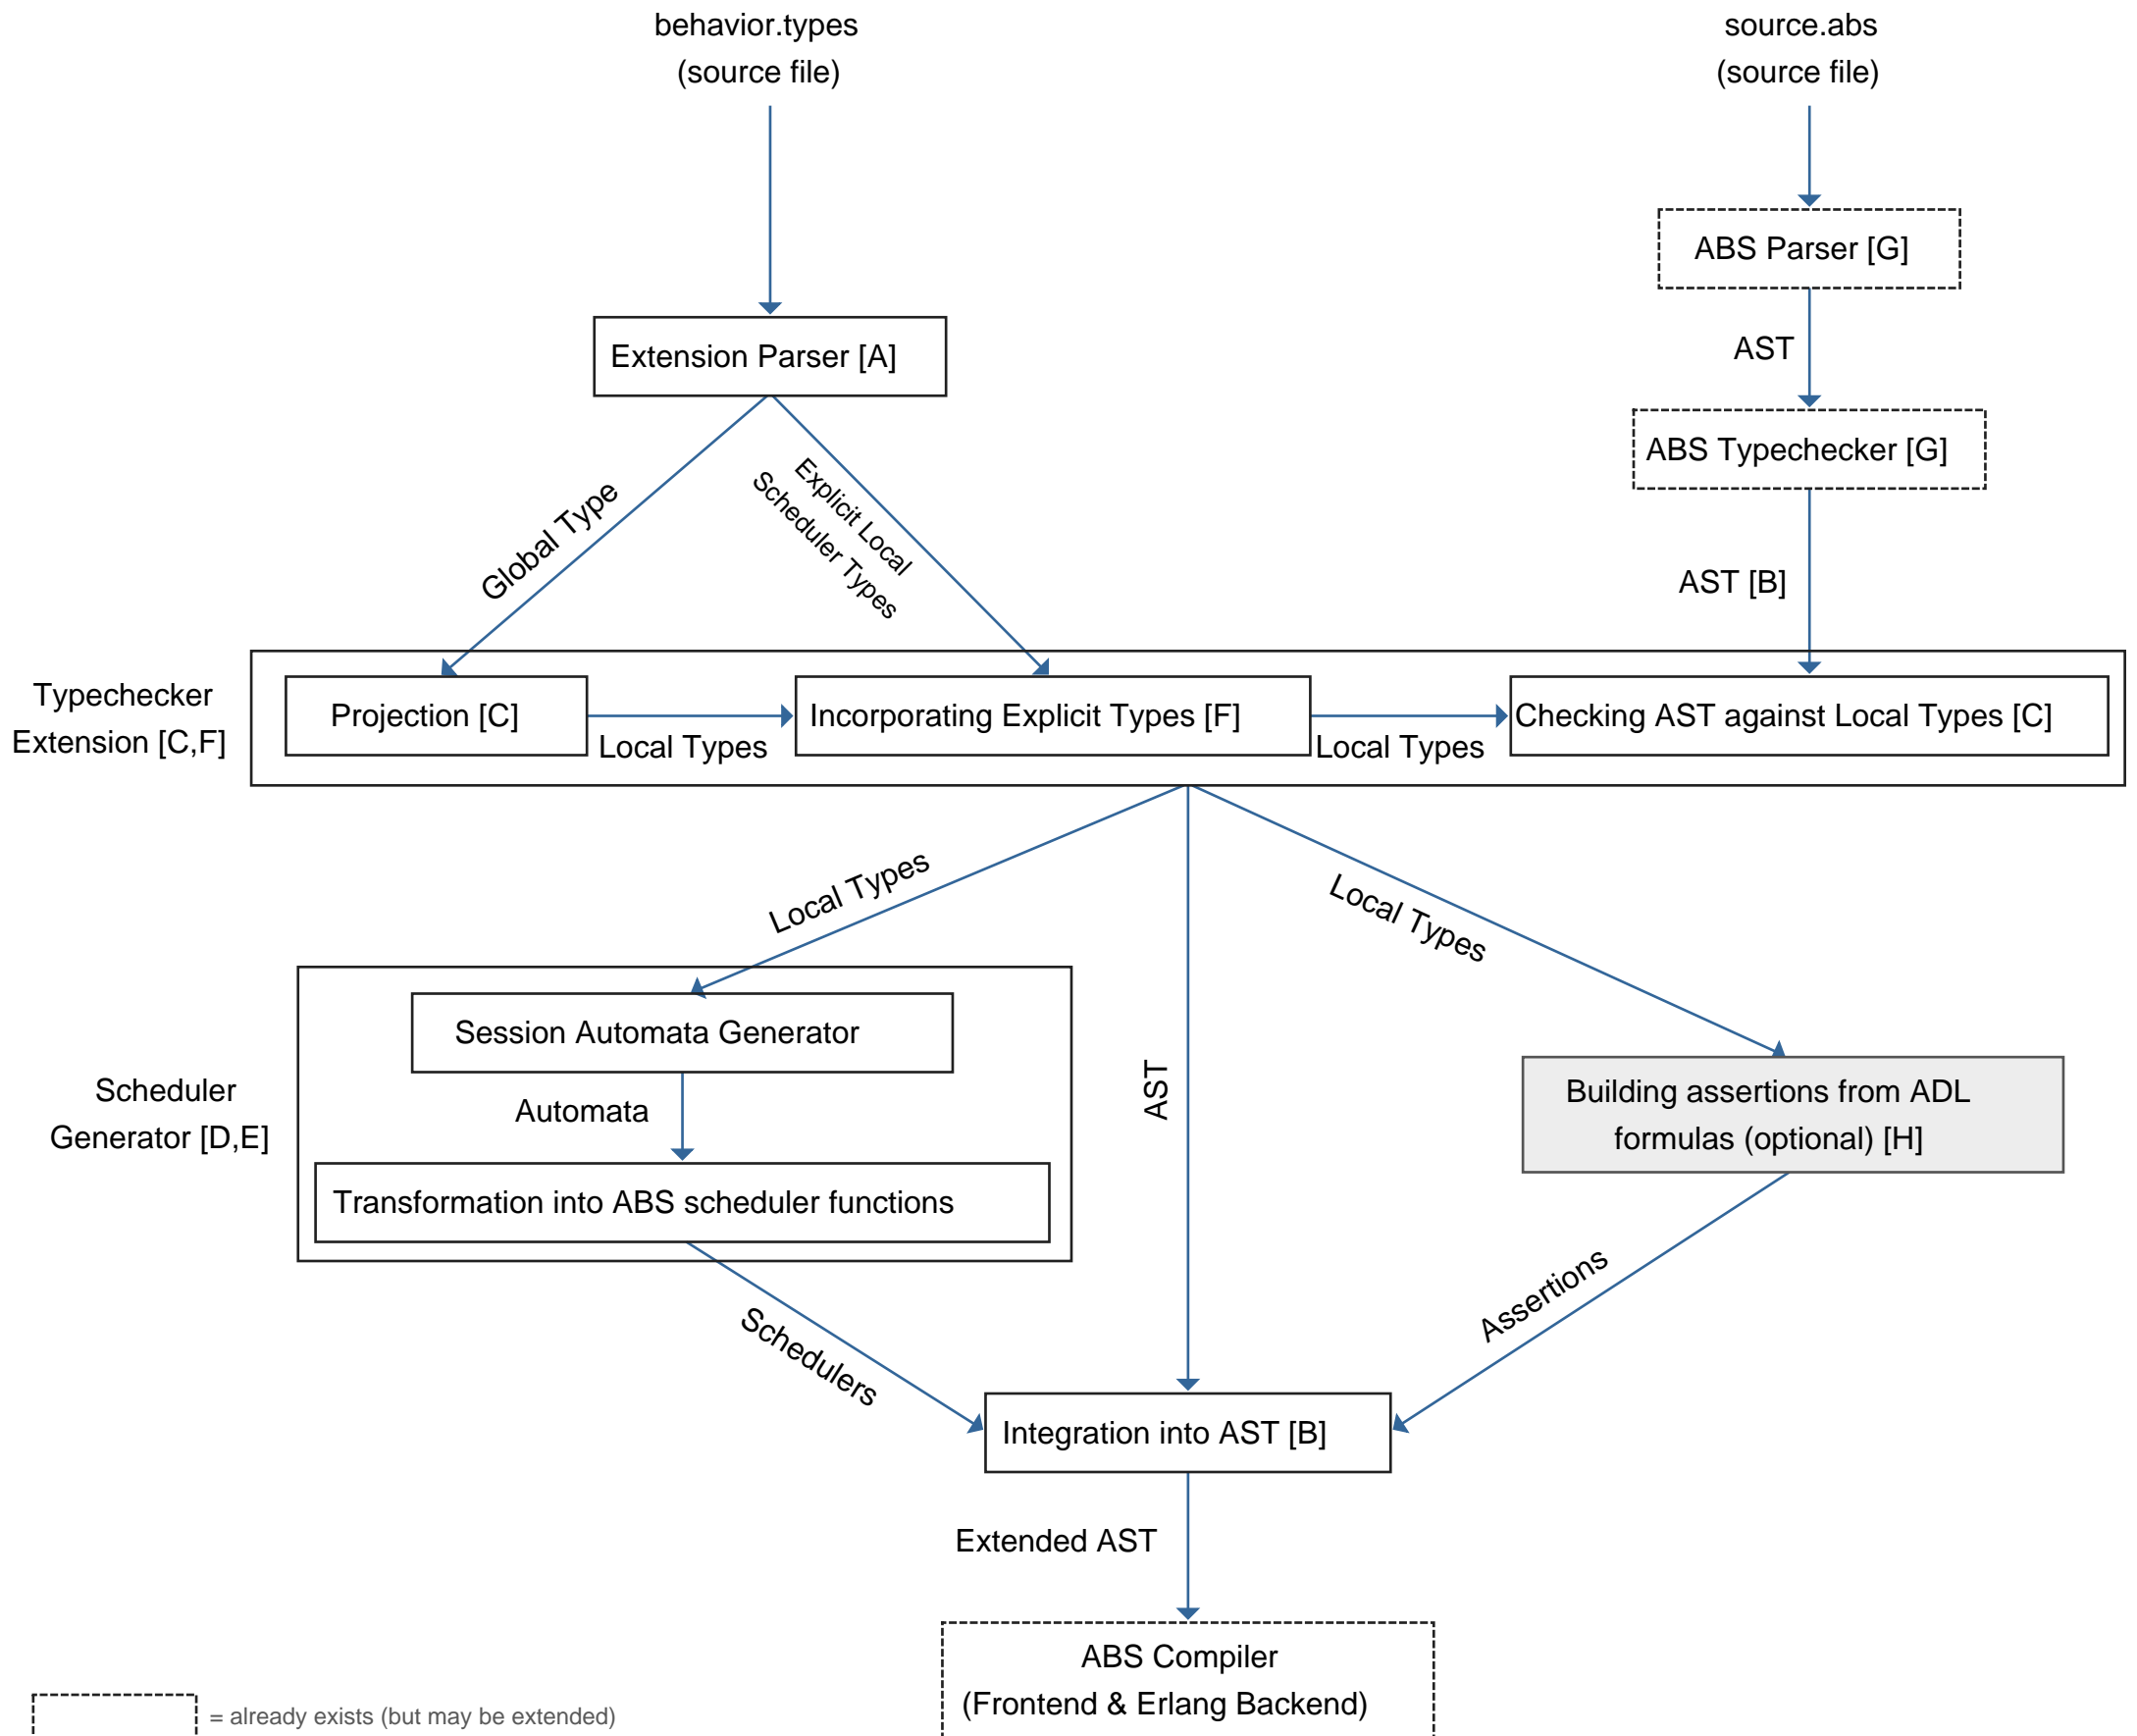 behavior.types
(source file)
source.abs
(source file)
ABS Parser [G]
Extension Parser [A]
AST
ABS Typechecker [G]
Global Type
Explicit Local
Scheduler Types
AST [B]
Typechecker
Extension [C,F]
Projection [C]
Local Types
Incorporating Explicit Types [F]
Local Types
Checking AST against Local Types [C]
Local Types
Local Types
AST
Scheduler
Generator [D,E]
Session Automata Generator
Automata
Transformation into ABS scheduler functions
Building assertions from ADL
formulas (optional) [H]
Schedulers
Assertions
Integration into AST [B]
Extended AST
ABS Compiler
(Frontend & Erlang Backend)
= already exists (but may be extended)